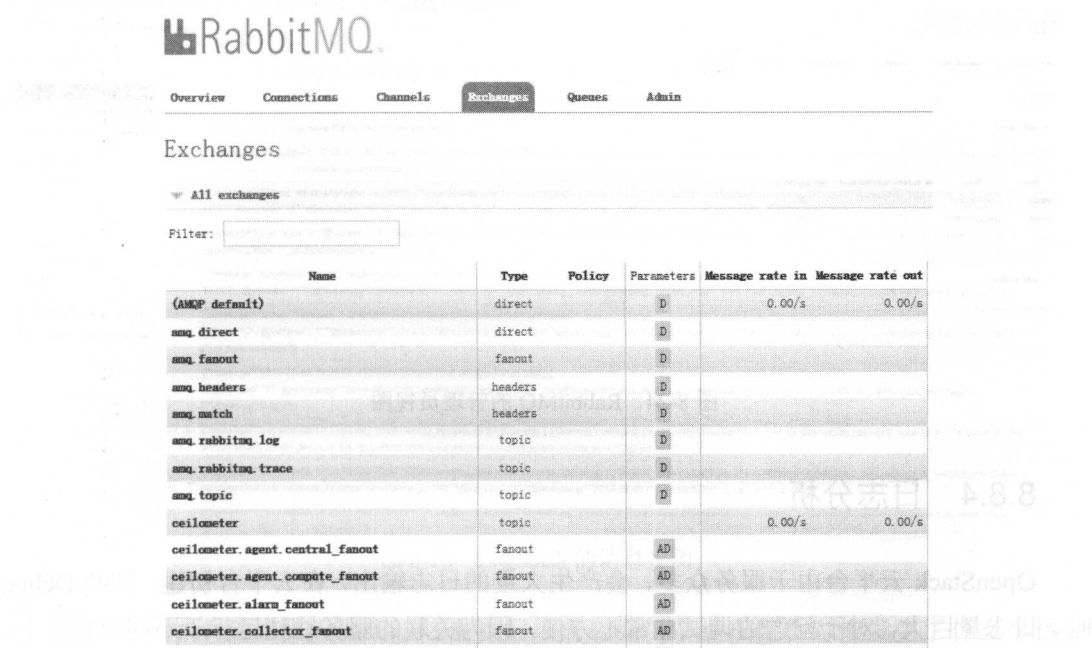 RabbitMQ
Overview Connections Channels Exchanges Queues Admin
Exchanges
All exchanges
Filter:
Name Type Policy Parameters Message rate in Message rate out
(AMQP default) direct D 0.00/s 0.00/s
amq.direct direct D
amq.fanout fanout D
amq.headers headers D
amq.match headers D
amq.rabbitmq.log topic D
amq.rabbitmq.trace topic D
amq.topic topic D
ceilometer topic 0.00/s 0.00/s
ceilometer.agent.central_fanout fanout AD
ceilometer.agent.compute_fanout fanout AD
ceilometer.alarm_fanout fanout AD
ceilometer.collector_fanout fanout AD
8.8.4 日志分析
OpenStack